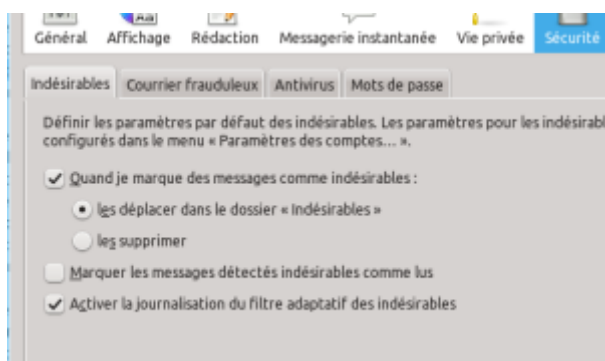 Général Affichage Rédaction Messagerie instantanée Vie privée Sécurité
Indésirables Courrier frauduleux Antivirus Mots de passe
Définir les paramètres par défaut des indésirables. Les paramètres pour les indésirabl
configurés dans le menu « Paramètres des comptes... ».
Quand je marque des messages comme indésirables :
les déplacer dans le dossier « Indésirables »
les supprimer
Marquer les messages détectés indésirables comme lus
Activer la journalisation du filtre adaptatif des indésirables